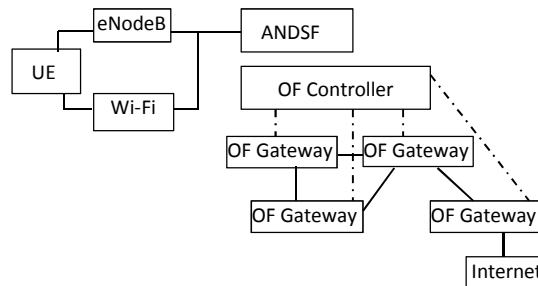 eNodeB
ANDSF
UE
Wi-Fi
OF Controller
OF Gateway
OF Gateway
OF Gateway
OF Gateway
Internet